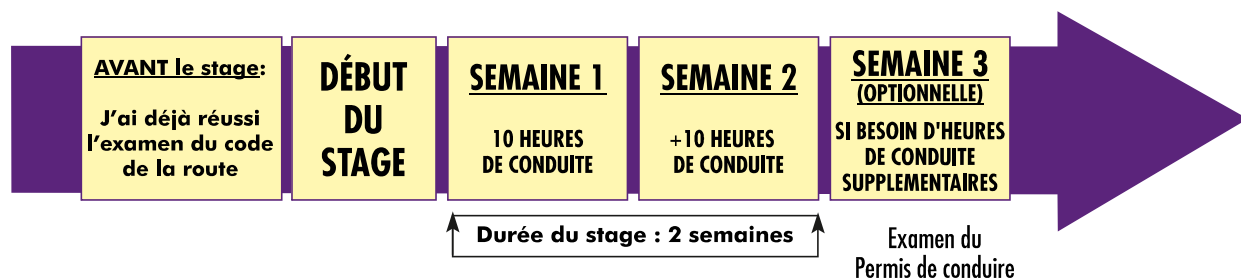 AVANT le stage:
J'ai déjà réussi
l'examen du code
de la route
DÉBUT
DU
STAGE
SEMAINE 1
10 HEURES
DE CONDUITE
SEMAINE 2
+10 HEURES
DE CONDUITE
SEMAINE 3
(OPTIONNELLE)
SI BESOIN D'HEURES
DE CONDUITE
SUPPLEMENTAIRES
Durée du stage : 2 semaines
Examen du
Permis de conduire